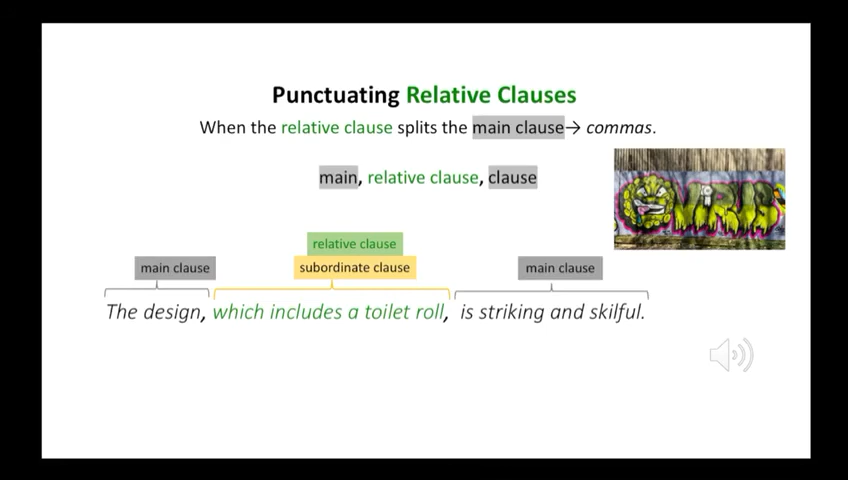 Punctuating Relative Clauses
When the relative clause splits the main clause→ commas.
main, relative clause, clause
relative clause
main clause
subordinate clause
main clause
The design, which includes a toilet roll, is striking and skilful.